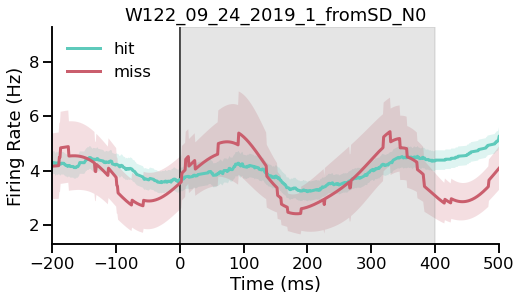 W122_09_24_2019_1_fromSD_N0
hit
miss
Firing Rate (Hz)
8
6
4
2
−200 −100 0 100 200 300 400 500
Time (ms)